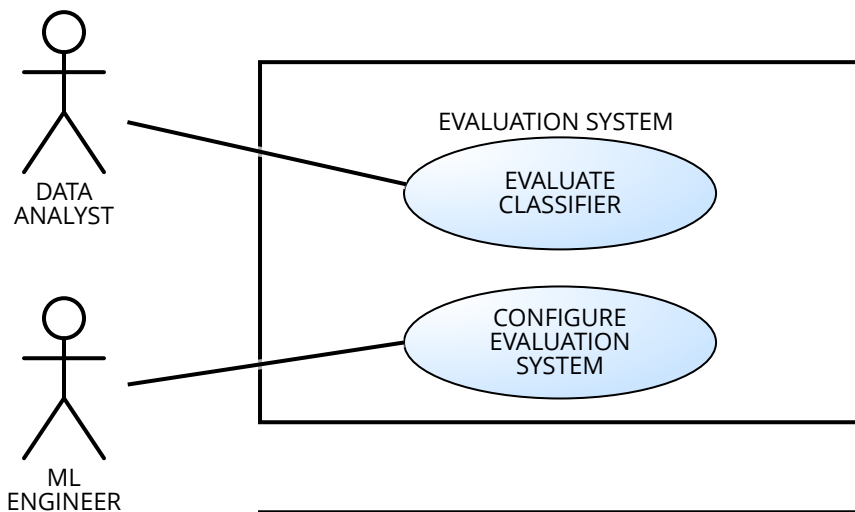 EVALUATION SYSTEM
EVALUATE
CLASSIFIER
DATA
ANALYST
CONFIGURE
EVALUATION
SYSTEM
ML
ENGINEER